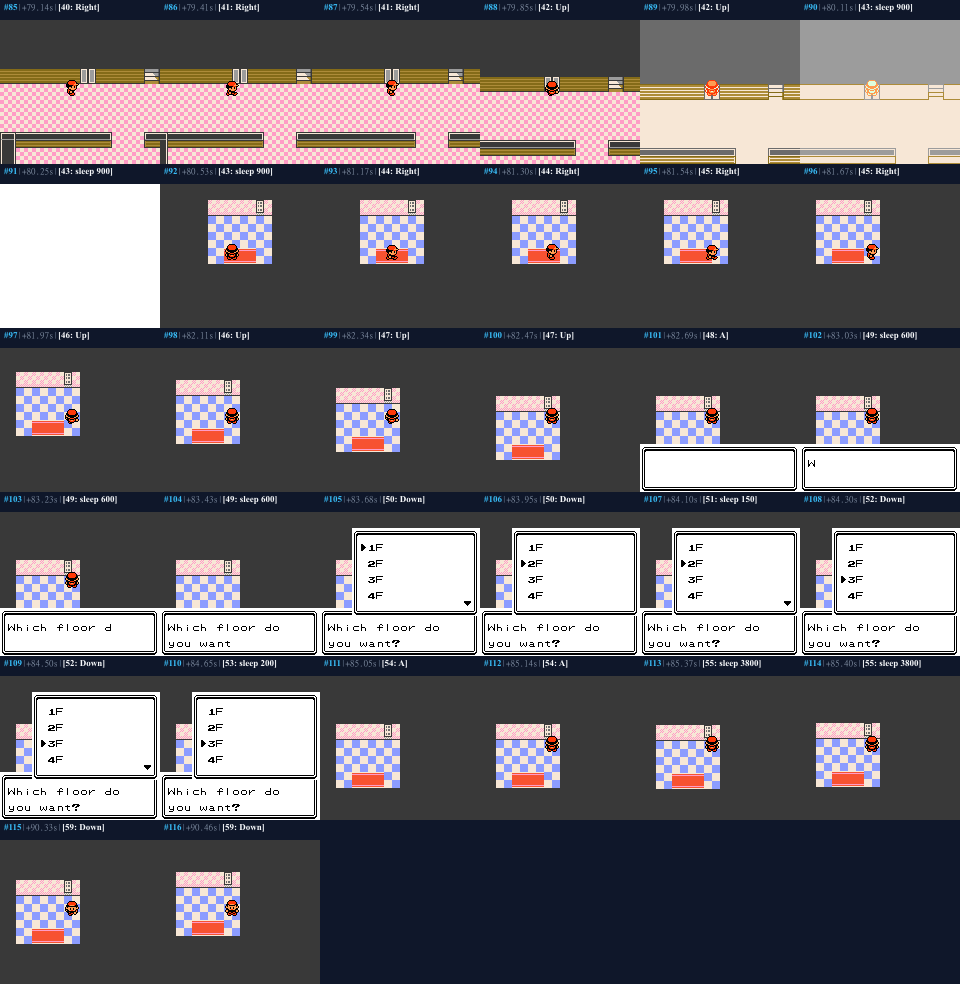 #85|+79.14s| [40: Right]
#86|+79.41s| [41: Right]
#87|+79.54s| [41: Right]
#88|+79.85s| [42: Up]
#89|+79.98s| [42: Up]
#90|+80.11s| [43: sleep 900]
#91|+80.25s| [43: sleep 900]
#92|+80.53s| [43: sleep 900]
#93|+81.17s| [44: Right]
#94|+81.30s| [44: Right]
#95|+81.54s| [45: Right]
#96|+81.67s| [45: Right]
#97|+81.97s| [46: Up]
#98|+82.11s| [46: Up]
#99|+82.34s| [47: Up]
#100|+82.47s| [47: Up]
#101|+82.69s| [48: A]
#102|+83.03s| [49: sleep 600]
W
#103|+83.23s| [49: sleep 600]
Which floor d
#104|+83.43s| [49: sleep 600]
Which floor do
you want
#105|+83.68s| [50: Down]
▶1F
2F
3F
4F
▼
Which floor do
you want?
#106|+83.95s| [50: Down]
1F
▶2F
3F
4F
Which floor do
you want?
#107|+84.10s| [51: sleep 150]
1F
▶2F
3F
4F
▼
Which floor do
you want?
#108|+84.30s| [52: Down]
1F
2F
▶3F
4F
Which floor do
you want?
#109|+84.50s| [52: Down]
1F
2F
▶3F
4F
▼
Which floor do
you want?
#110|+84.65s| [53: sleep 200]
1F
2F
▶3F
4F
Which floor do
you want?
#111|+85.05s| [54: A]
#112|+85.14s| [54: A]
#113|+85.37s| [55: sleep 3800]
#114|+85.40s| [55: sleep 3800]
#115|+90.33s| [59: Down]
#116|+90.46s| [59: Down]